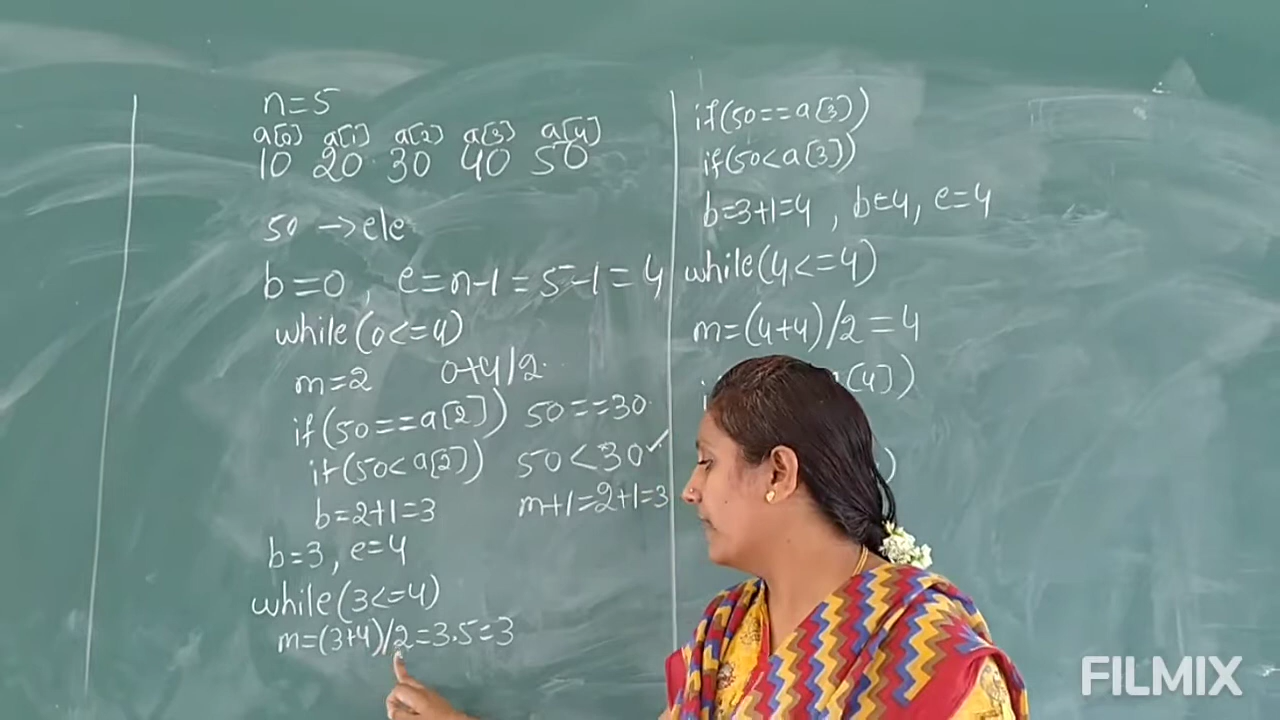 n=5
a[0] a[1] a[2] a[3] a[4]
10 20 30 40 50
50 → ele
b=0, e=n-1=5-1=4
while(0<=4)
m=2 0+4/2
if(50==a[2]) 50==30
if(50<a[2]) 50<30✓
b=2+1=3 m+1=2+1=3
b=3, e=4
while(3<=4)
m=(3+4)/2=3.5=3
if(50==a[3])
if(50<a[3])
b=3+1=4, b=4, e=4
while(4<=4)
m=(4+4)/2=4
a[4])
)
FILMIX